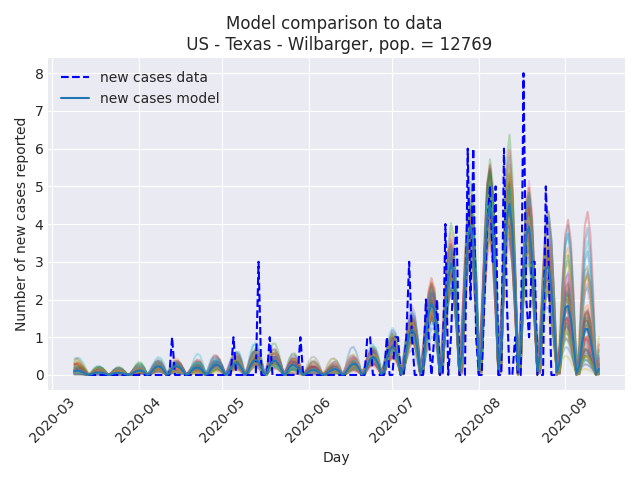 Model comparison to data
US - Texas - Wilbarger, pop. = 12769
new cases data
new cases model
Number of new cases reported
8
7
6
5
4
3
2
1
0
2020-03
2020-04
2020-05
2020-06
2020-07
2020-08
2020-09
Day